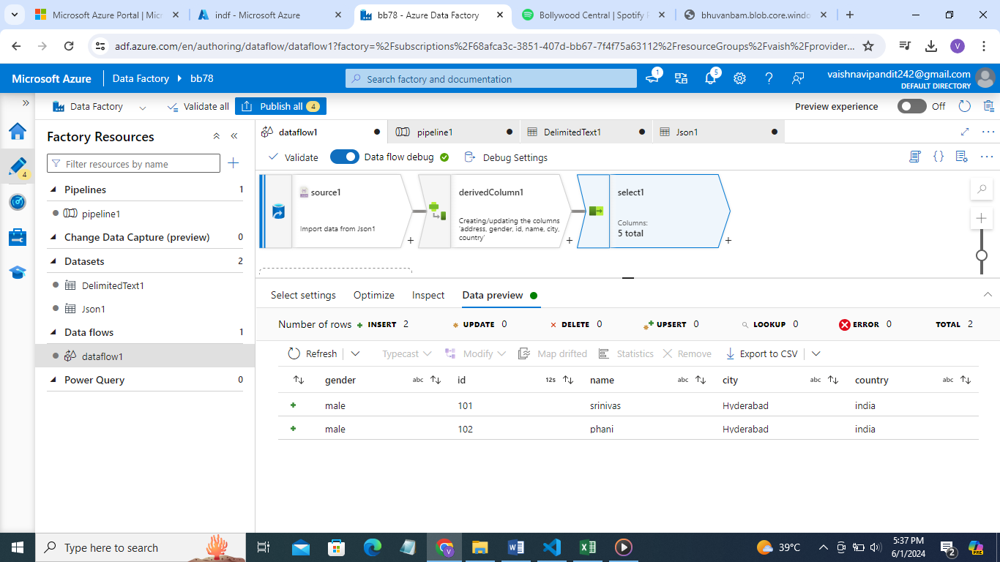 Microsoft Azure Portal | Micr
indf - Microsoft Azure
bb78 - Azure Data Factory
Bollywood Central | Spotify
bhuvanbam.blob.core.windo
adf.azure.com/en/authoring/dataflow/dataflow1?factory=%2Fsubscriptions%2F68afca3c-3851-407d-bb67-7f4f75a63112%2FresourceGroups%2Fvaish%2Fprovider...
V
Microsoft Azure
Data Factory
bb78
Search factory and documentation
1
5
vaishnavipandit242@gmail.com
DEFAULT DIRECTORY
Data Factory
Validate all
Publish all 4
Preview experience
Off
4
Factory Resources
Filter resources by name
Pipelines 1
pipeline1
Change Data Capture (preview) 0
Datasets 2
DelimitedText1
Json1
Data flows 1
dataflow1
Power Query 0
dataflow1
pipeline1
DelimitedText1
Json1
Validate
Data flow debug
Debug Settings
source1
Import data from Json1
derivedColumn1
Creating/updating the columns
'address, gender, id, name, city,
country'
select1
Columns:
5 total
Select settings
Optimize
Inspect
Data preview
Number of rows
INSERT 2
UPDATE 0
DELETE 0
UPSERT 0
LOOKUP 0
ERROR 0
TOTAL 2
Refresh
Typecast
Modify
Map drifted
Statistics
Remove
Export to CSV
gender abc id 12s name abc city abc country abc
male 101 srinivas Hyderabad india
male 102 phani Hyderabad india
Type here to search
39°C
5:37 PM
6/1/2024
2
PRE